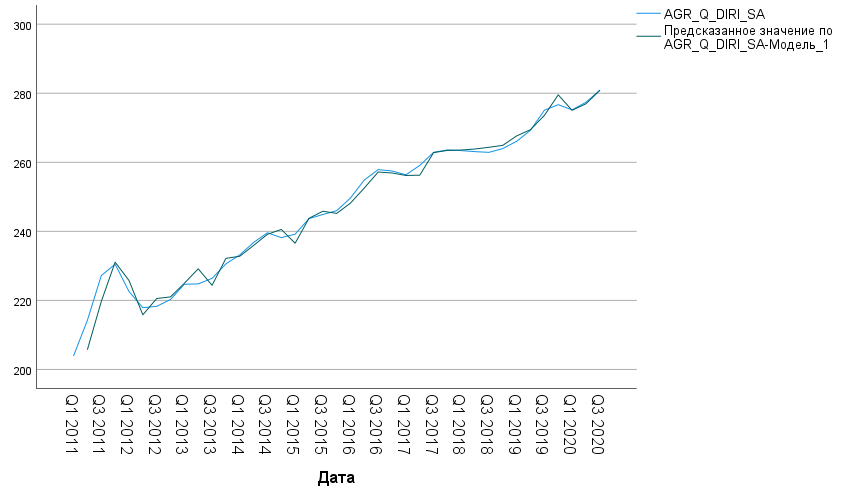 AGR_Q_DIRI_SA
Предсказанное значение по
AGR_Q_DIRI_SA-Модель_1
300
280
260
240
220
200
Q1 2011
Q3 2011
Q1 2012
Q3 2012
Q1 2013
Q3 2013
Q1 2014
Q3 2014
Q1 2015
Q3 2015
Q1 2016
Q3 2016
Q1 2017
Q3 2017
Q1 2018
Q3 2018
Q1 2019
Q3 2019
Q1 2020
Q3 2020
Дата